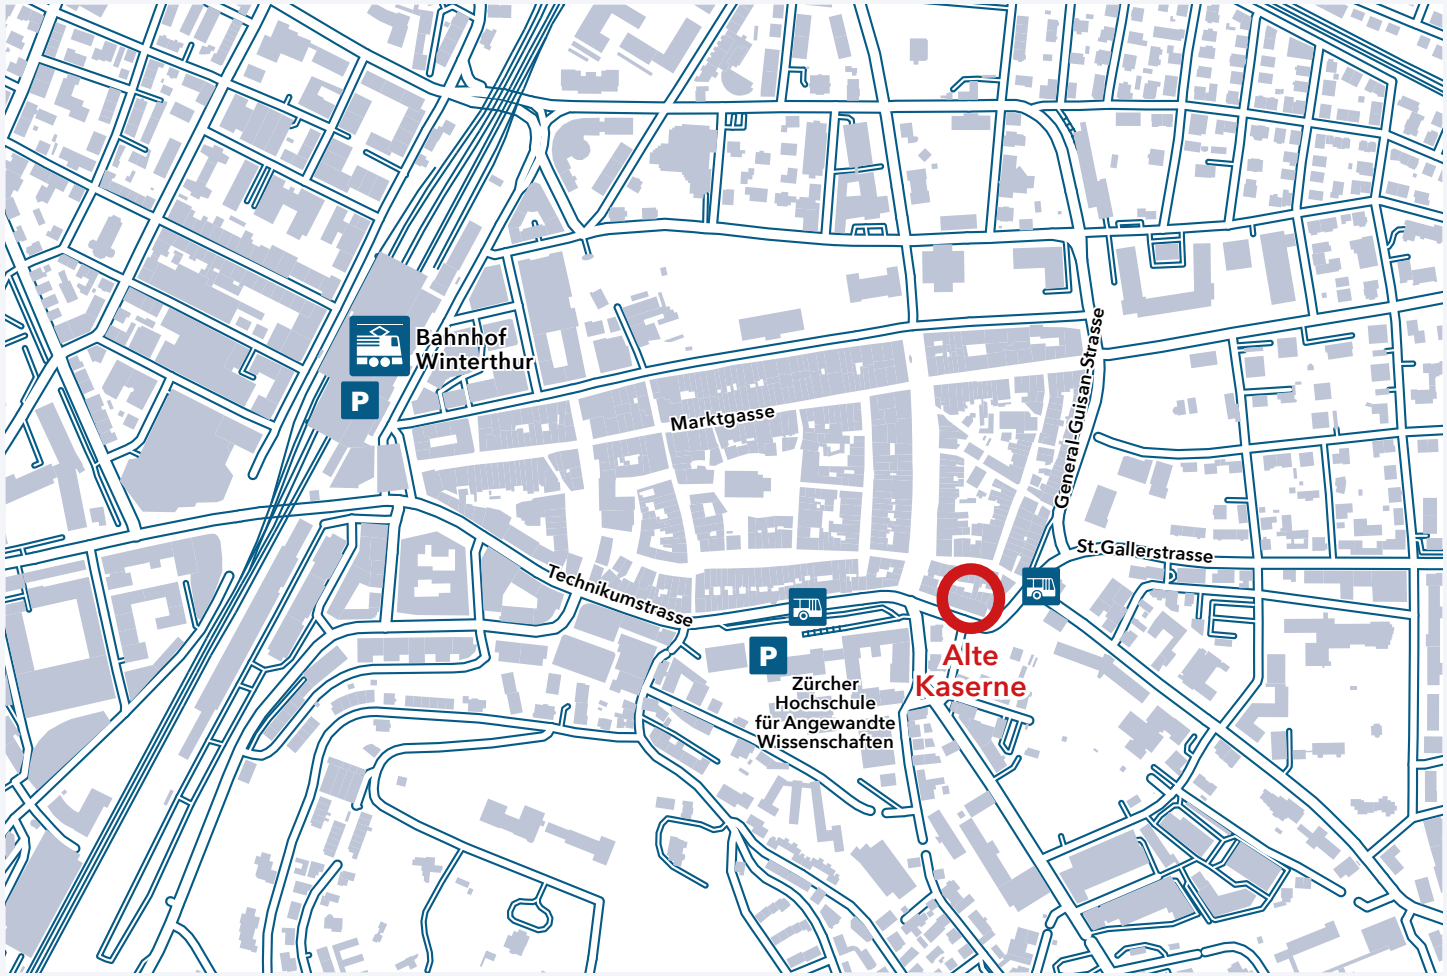 Bahnhof
Winterthur
P
Marktgasse
General-Guisan-Strasse
St.Gallerstrasse
Technikumstrasse
P
Alte
Kaserne
Zürcher
Hochschule
für Angewandte
Wissenschaften